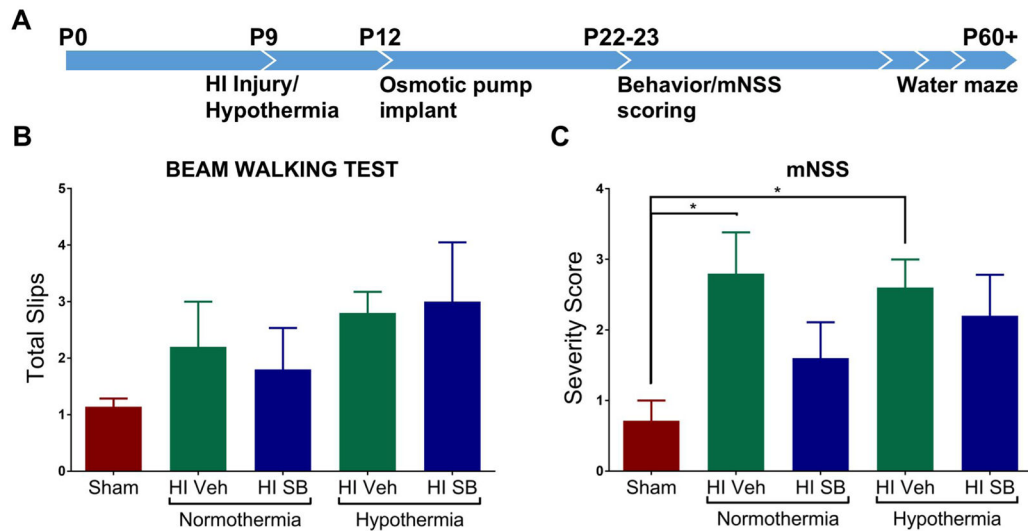 A
P0 P9 P12 P22-23 P60+
HI Injury/
Hypothermia
Osmotic pump
implant
Behavior/mNSS
scoring
Water maze
B
BEAM WALKING TEST
Total Slips
5
4
3
2
1
0
Sham HI Veh HI SB HI Veh HI SB
Normothermia Hypothermia
C
mNSS
Severity Score
4
3
2
1
0
*
*
Sham HI Veh HI SB HI Veh HI SB
Normothermia Hypothermia